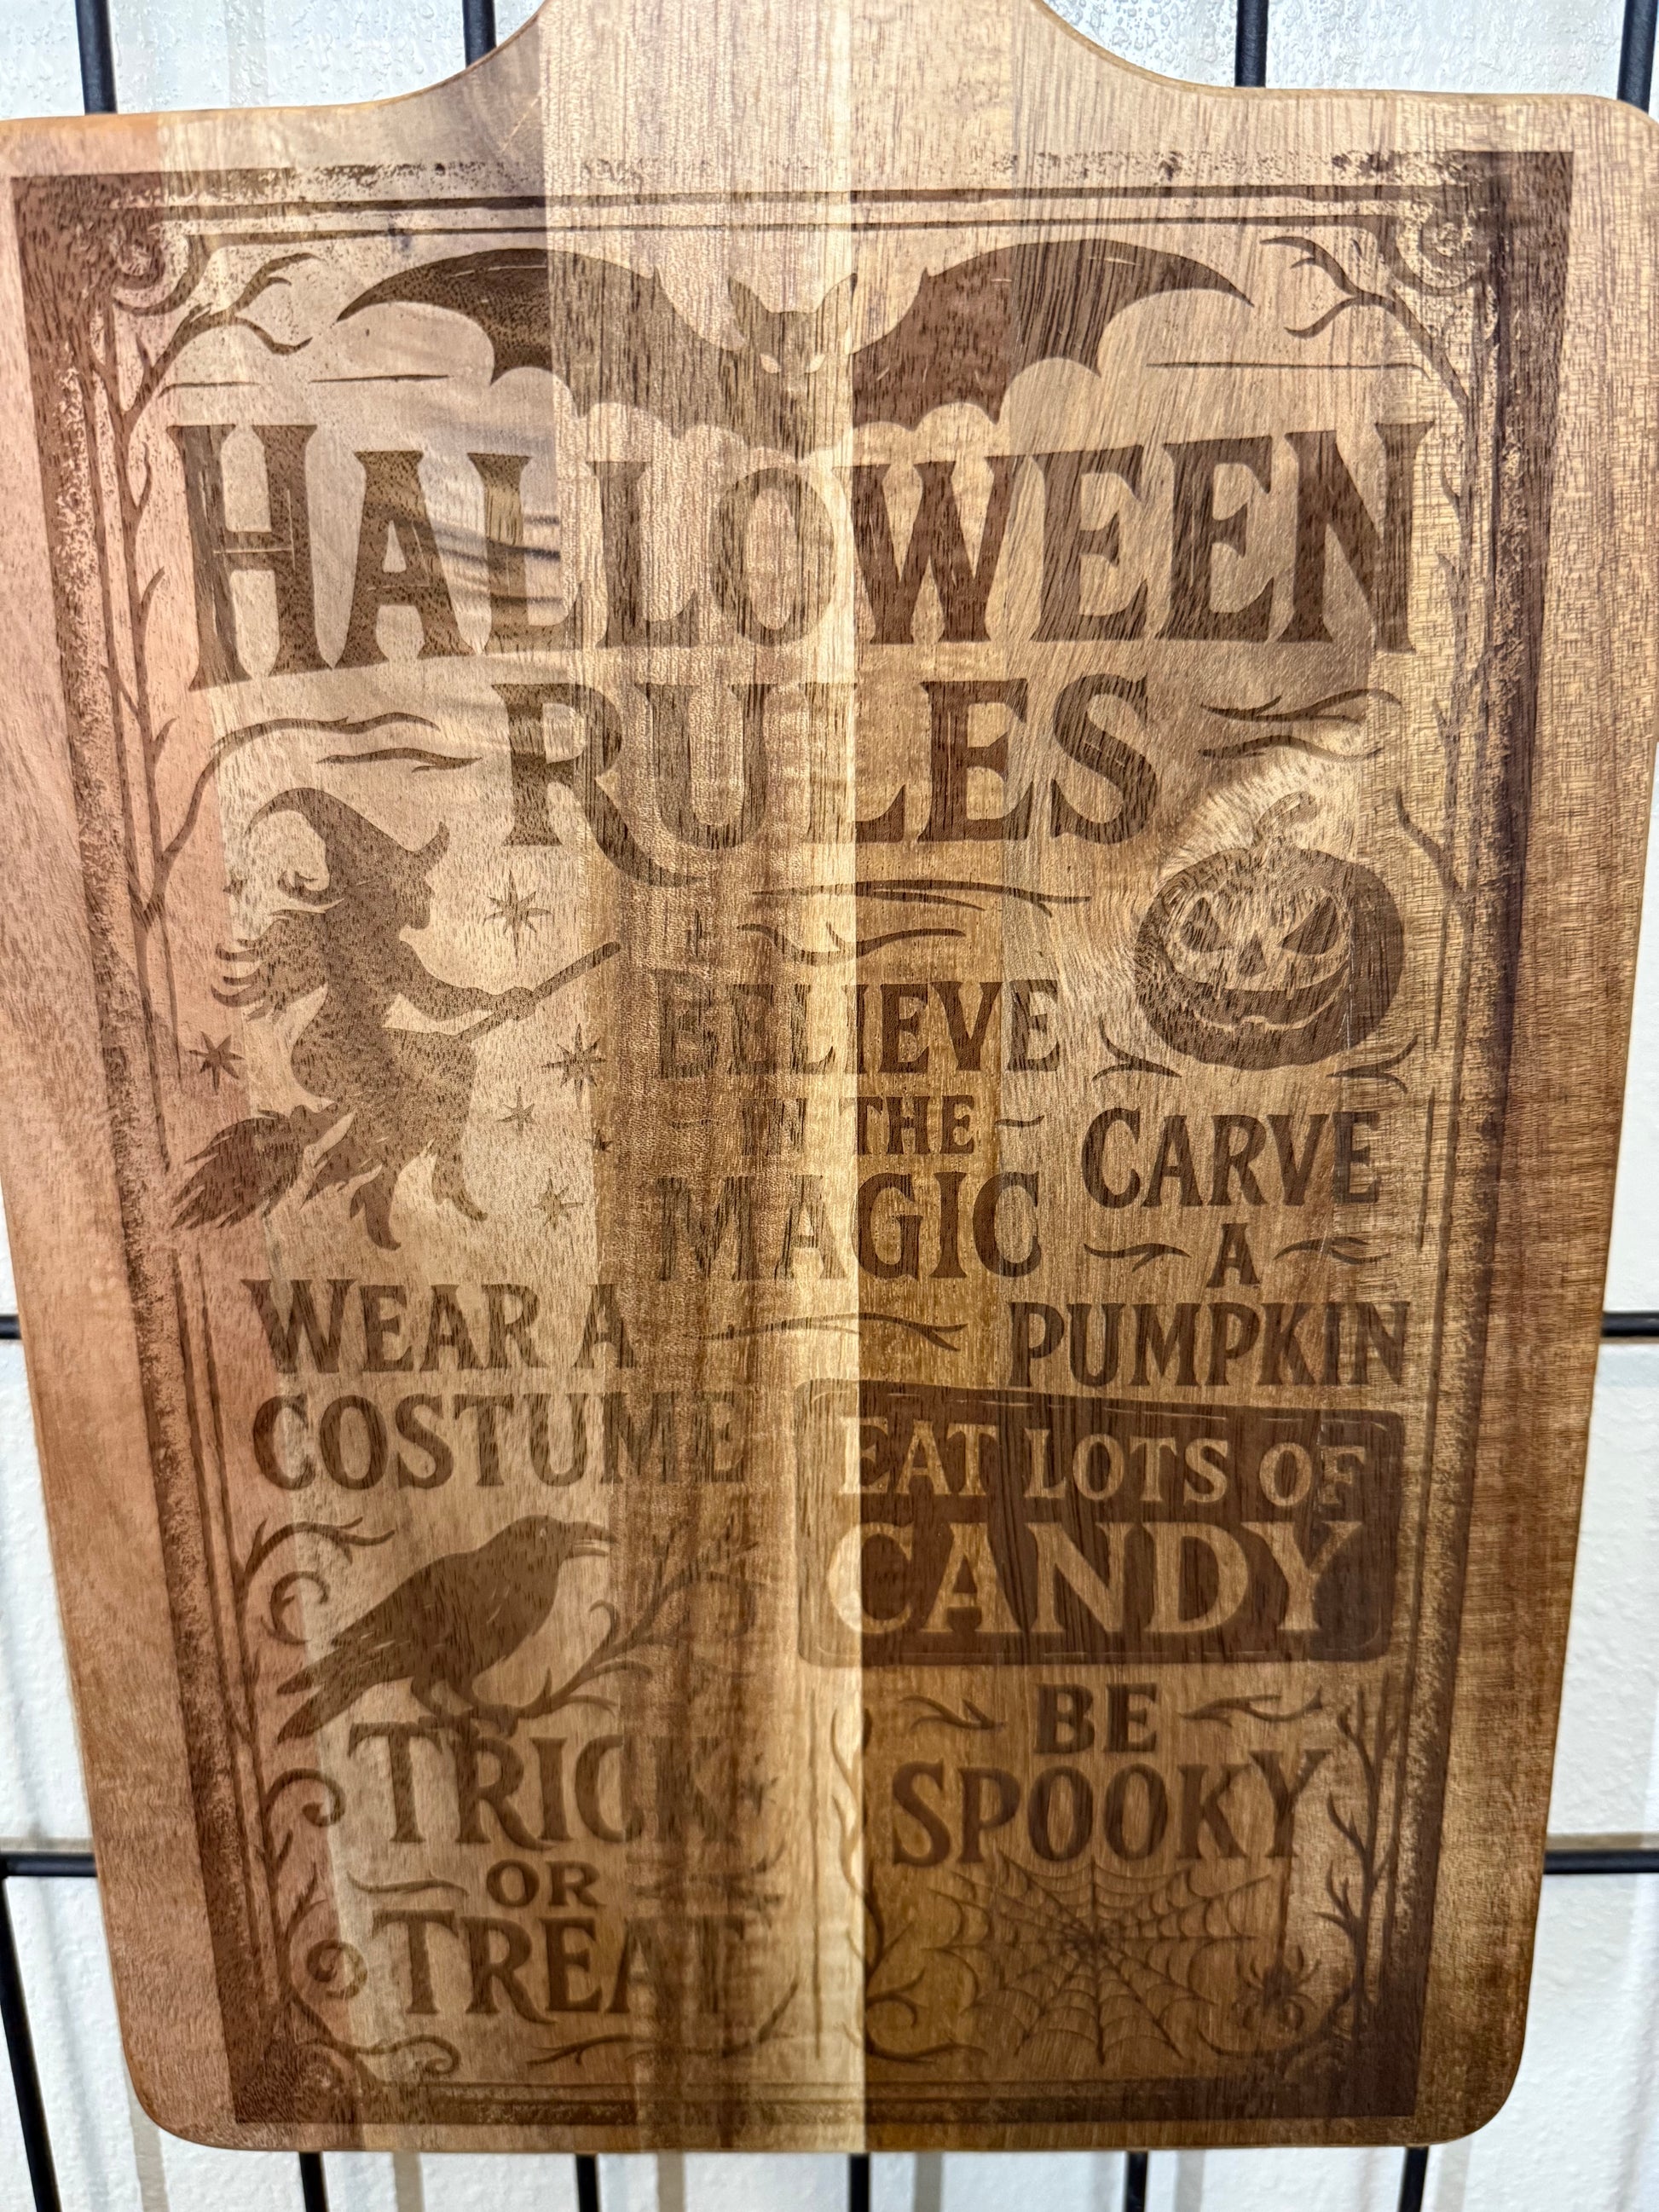 HALLOWEEN
RULES
BELIEVE
IN THE
MAGIC
CARVE
A
PUMPKIN
WEAR A
COSTUME
EAT LOTS OF
CANDY
TRICK
OR
TREAT
BE
SPOOKY